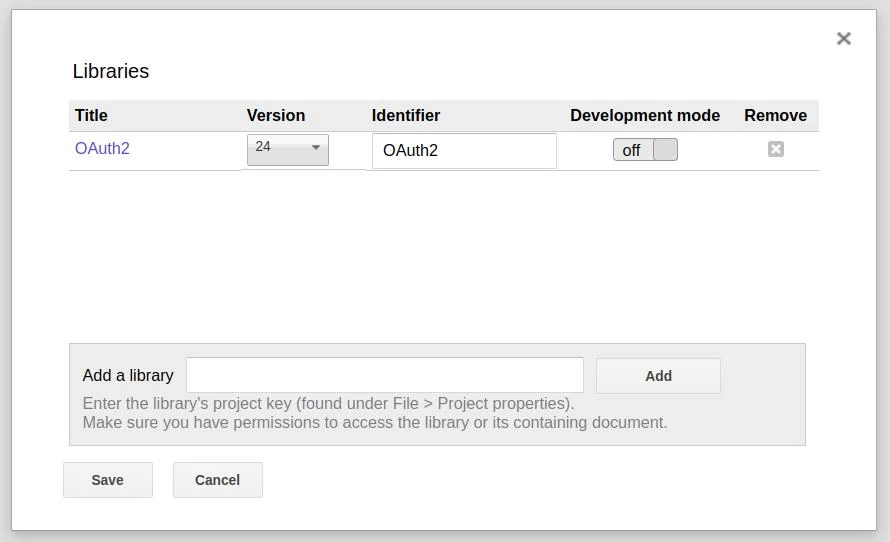 Libraries
Title Version Identifier Development mode Remove
OAuth2 24 OAuth2 off
Add a library Add
Enter the library's project key (found under File > Project properties).
Make sure you have permissions to access the library or its containing document.
Save Cancel